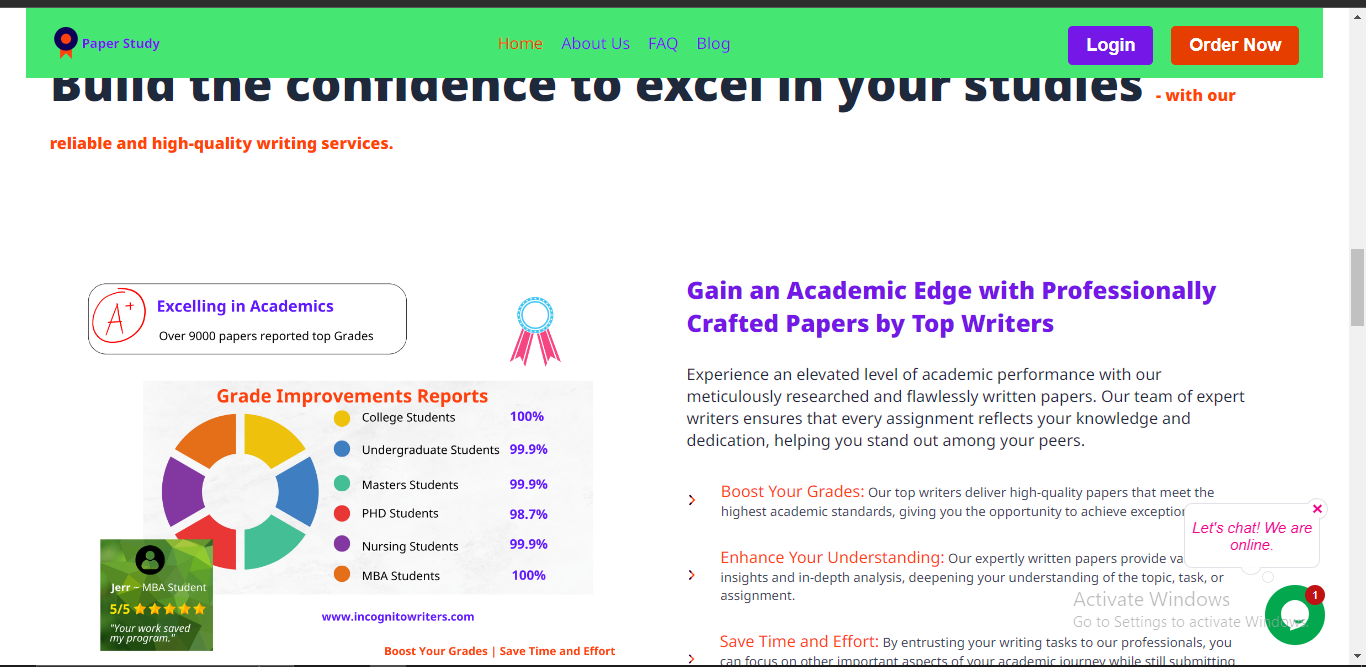 Paper Study
Home About Us FAQ Blog
Login
Order Now
Build the confidence to excel in your studies - with our
reliable and high-quality writing services.
A+
Excelling in Academics
Over 9000 papers reported top Grades
Grade Improvements Reports
College Students 100%
Undergraduate Students 99.9%
Masters Students 99.9%
PHD Students 98.7%
Nursing Students 99.9%
MBA Students 100%
Jerr ~ MBA Student
5/5
"Your work saved
my program."
www.incognitowriters.com
Boost Your Grades | Save Time and Effort
Gain an Academic Edge with Professionally
Crafted Papers by Top Writers
Experience an elevated level of academic performance with our
meticulously researched and flawlessly written papers. Our team of expert
writers ensures that every assignment reflects your knowledge and
dedication, helping you stand out among your peers.
Boost Your Grades: Our top writers deliver high-quality papers that meet the
highest academic standards, giving you the opportunity to achieve
Enhance Your Understanding: Our expertly written papers provide
insights and in-depth analysis, deepening your understanding of the topic, task, or
assignment.
Save Time and Effort: By entrusting your writing tasks to our professionals, you
can focus on other important aspects of your academic journey while still submitting
Let's chat! We are
online.
1
Activate Windows
Go to Settings to activate Windows.